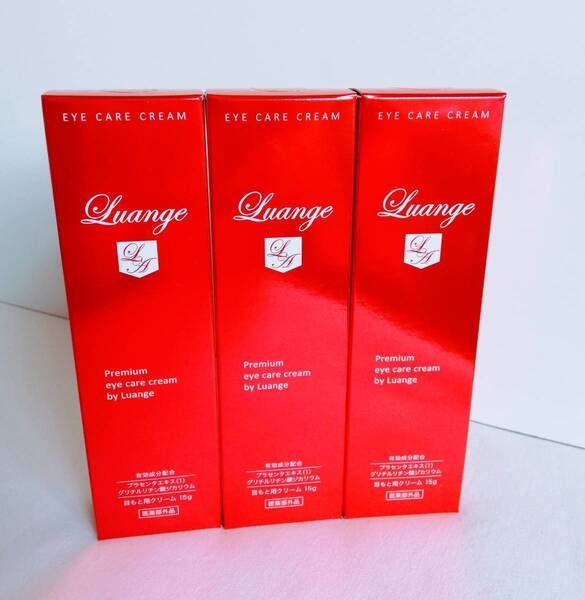 EYE CARE CREAM
Luange
LA
Premium
eye care cream
by Luange
有効成分配合
プラセンタエキス(1)
グリチルリチン酸ジカリウム
目もと用クリーム 15g
医薬部外品
EYE CARE CREAM
Luange
LA
Premium
eye care cream
by Luange
有効成分配合
プラセンタエキス(1)
グリチルリチン酸ジカリウム
目もと用クリーム 15g
医薬部外品
EYE CARE CREAM
Luange
LA
Premium
eye care cream
by Luange
有効成分配合
プラセンタエキス(1)
グリチルリチン酸ジカリウム
目もと用クリーム 15g
医薬部外品